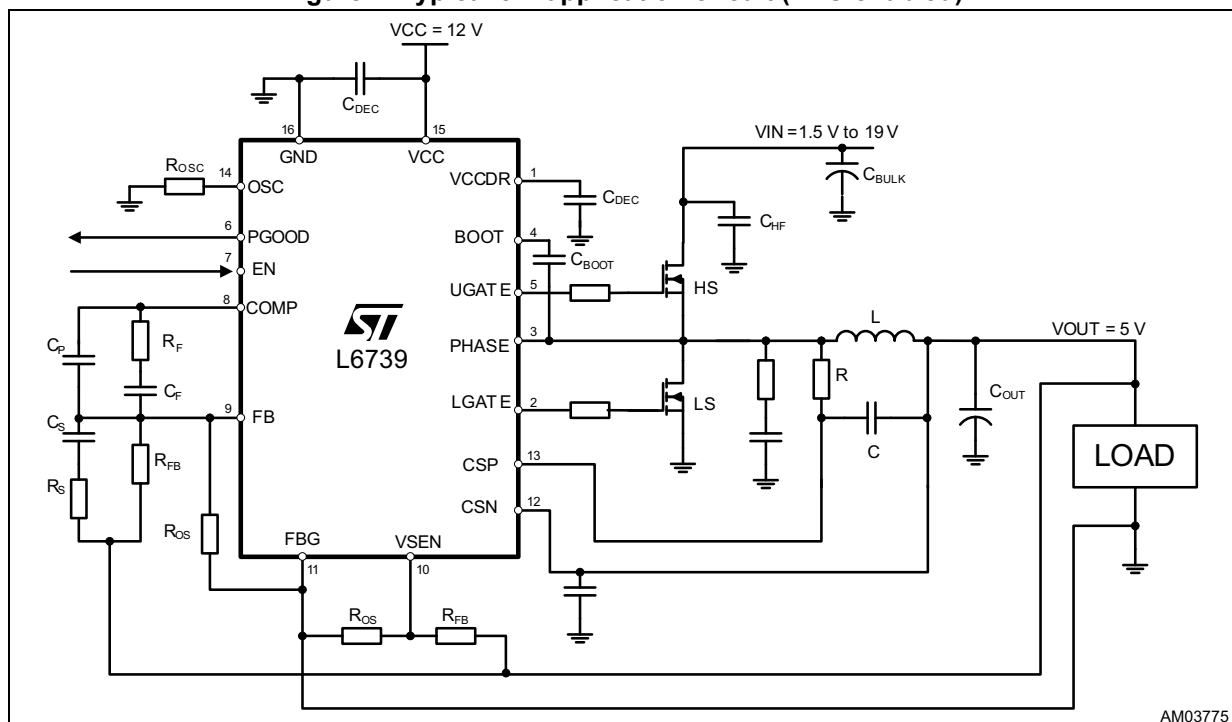 VCC = 12 V
CDEC
16
15
GND
VCC
VIN =1.5 V to 19 V
ROSC
14
OSC
VCCDR
1
CDEC
CBULK
6
PGOOD
BOOT
4
CHF
7
EN
CBOOT
UGATE
5
HS
8
COMP
CP
RF
ST
L6739
PHASE
3
L
VOUT = 5 V
CF
LGATE
2
LS
R
COUT
9
FB
CS
C
RFB
CSP
13
LOAD
RS
CSN
12
ROS
FBG
VSEN
11
10
ROS
RFB
AM03775